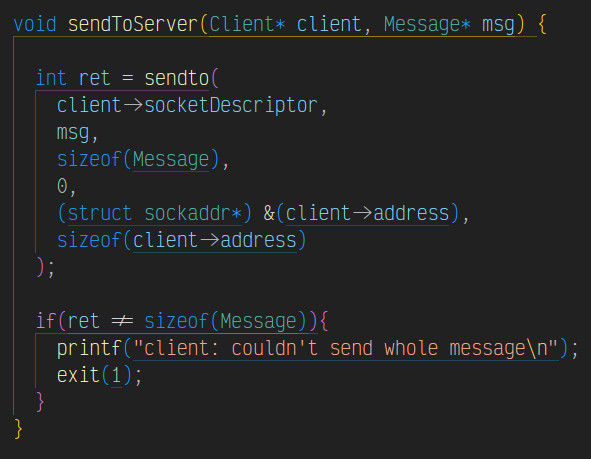 void sendToServer(Client* client, Message* msg) {
int ret = sendto(
client->socketDescriptor,
msg,
sizeof(Message),
0,
(struct sockaddr*) &(client->address),
sizeof(client->address)
);
if(ret != sizeof(Message)){
printf("client: couldn't send whole message\n");
exit(1);
}
}